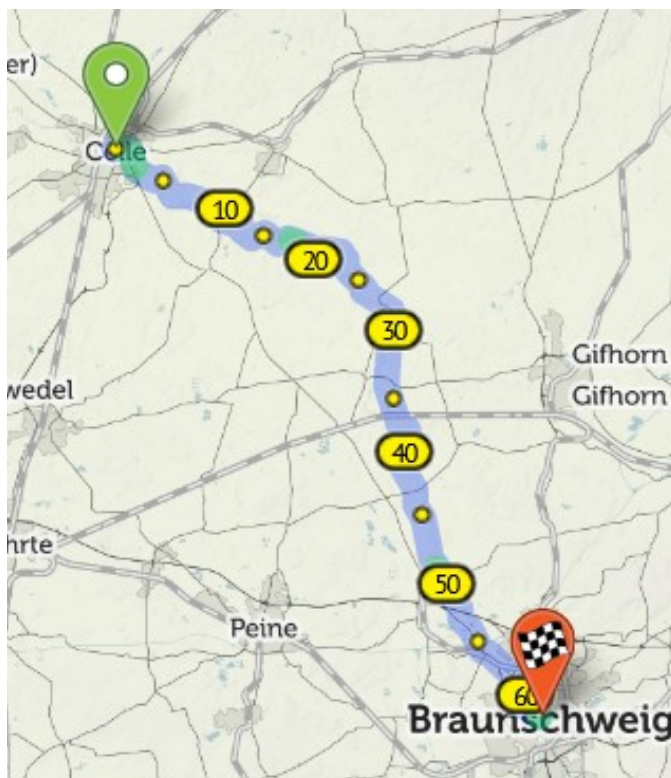 er)
Celle
10
20
30
Gifhorn
Gifhorn
wedel
40
hrte
50
Peine
60
Braunschweig